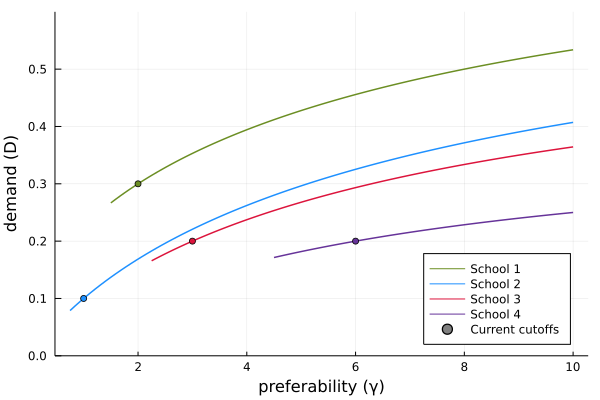 demand (D)
0.5
0.4
0.3
0.2
0.1
0.0
2
4
6
8
10
preferability (γ)
School 1
School 2
School 3
School 4
Current cutoffs